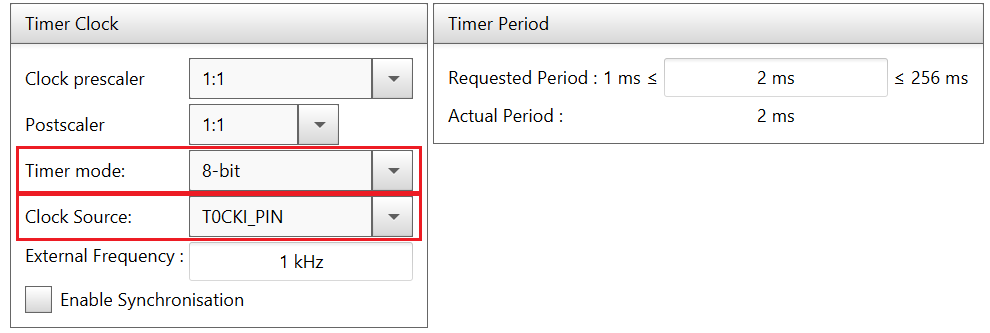 Timer Clock
Clock prescaler 1:1
Postscaler 1:1
Timer mode: 8-bit
Clock Source: T0CKI_PIN
External Frequency : 1 kHz
Enable Synchronisation
Timer Period
Requested Period : 1 ms ≤ 2 ms ≤ 256 ms
Actual Period : 2 ms